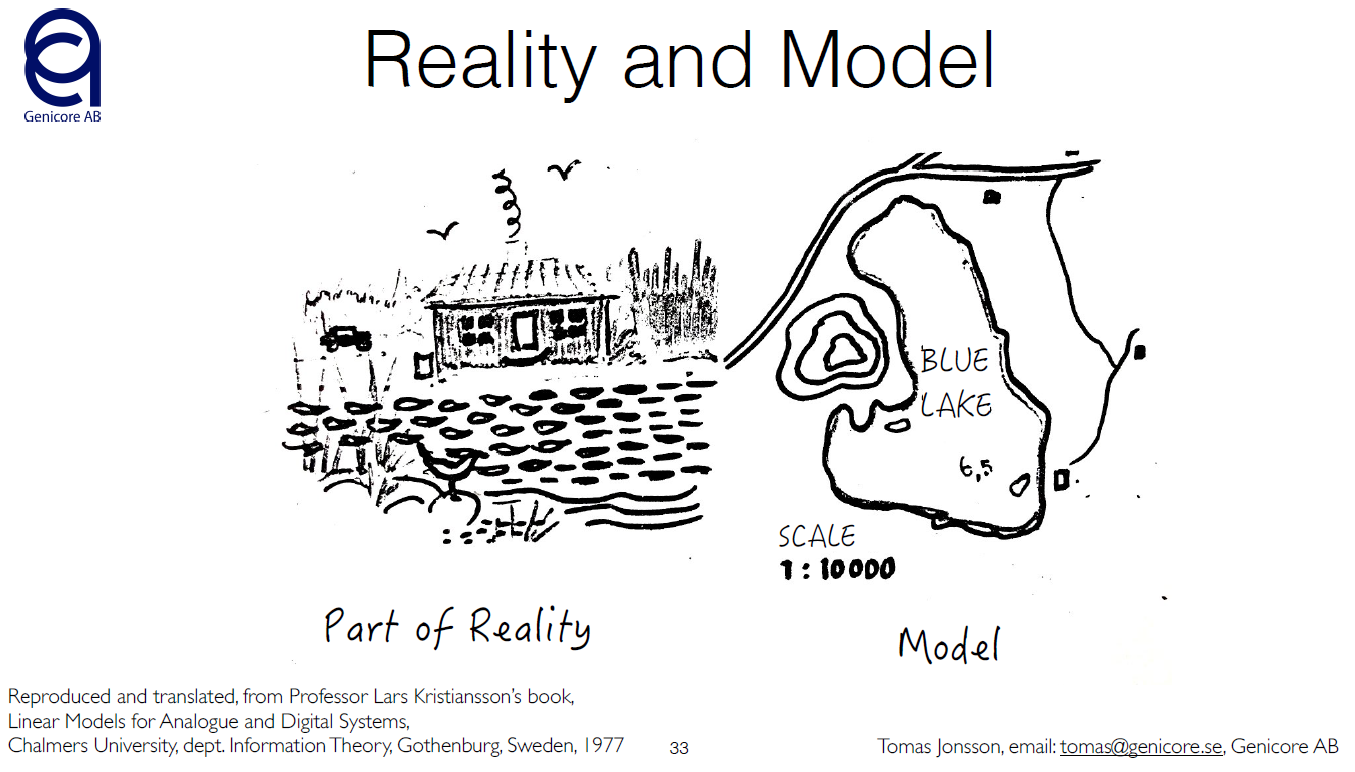 Genicore AB
Reality and Model
BLUE
LAKE
6,5
SCALE
1:10000
Part of Reality
Model
Reproduced and translated, from Professor Lars Kristiansson's book,
Linear Models for Analogue and Digital Systems,
Chalmers University, dept. Information Theory, Gothenburg, Sweden, 1977
33
Tomas Jonsson, email: tomas@genicore.se, Genicore AB